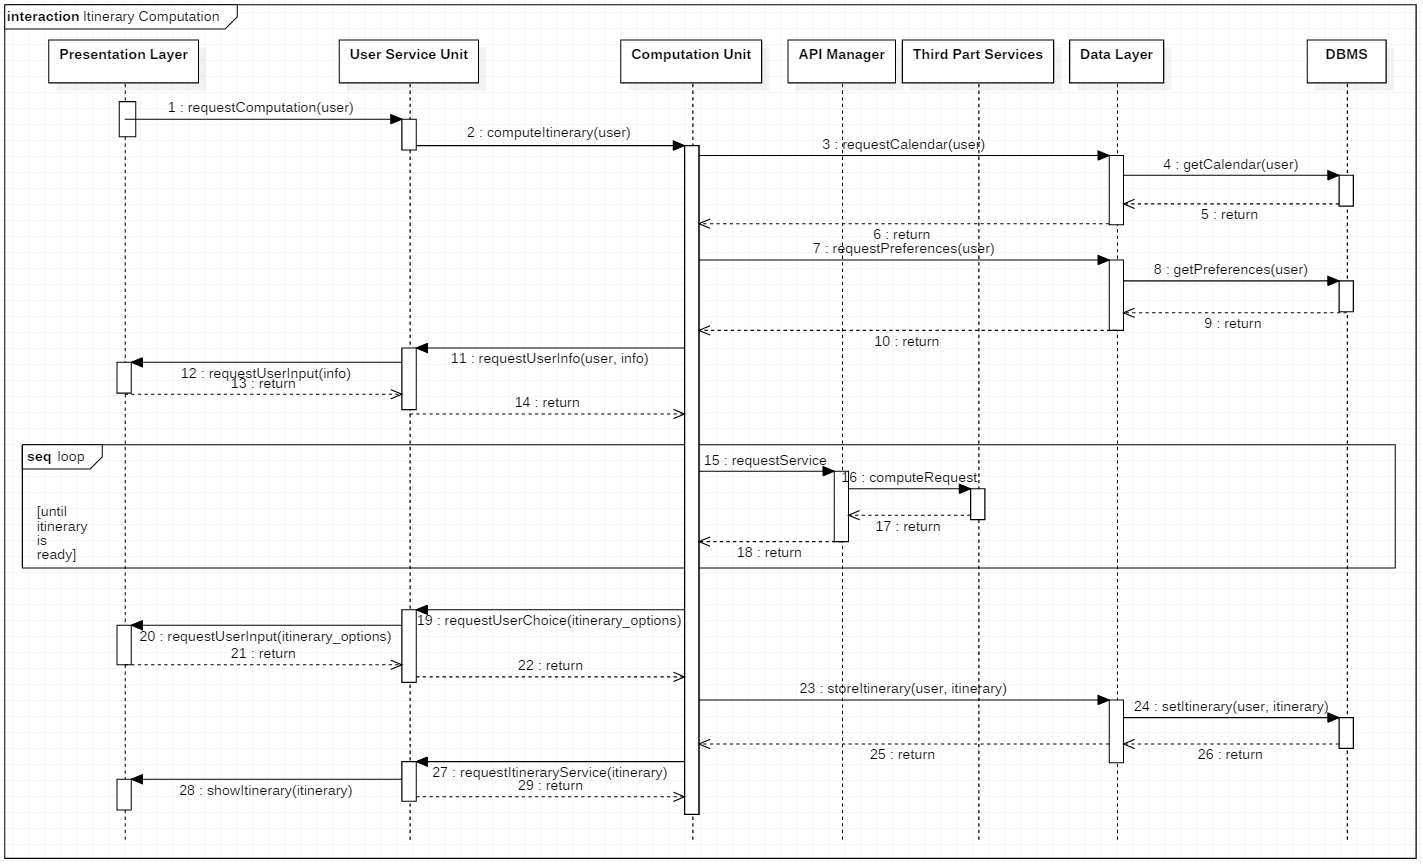 interaction Itinerary Computation
Presentation Layer
User Service Unit
Computation Unit
API Manager
Third Part Services
Data Layer
DBMS
1 : requestComputation(user)
2 : computeItinerary(user)
3 : requestCalendar(user)
4 : getCalendar(user)
5 : return
6 : return
7 : requestPreferences(user)
8 : getPreferences(user)
9 : return
10 : return
11 : requestUserInfo(user, info)
12 : requestUserInput(info)
13 : return
14 : return
seq loop
15 : requestService
16 : computeRequest
[until
itinerary
is
ready]
17 : return
18 : return
19 : requestUserChoice(itinerary_options)
20 : requestUserInput(itinerary_options)
21 : return
22 : return
23 : storeItinerary(user, itinerary)
24 : setItinerary(user, itinerary)
25 : return
26 : return
27 : requestItineraryService(itinerary)
28 : showItinerary(itinerary)
29 : return